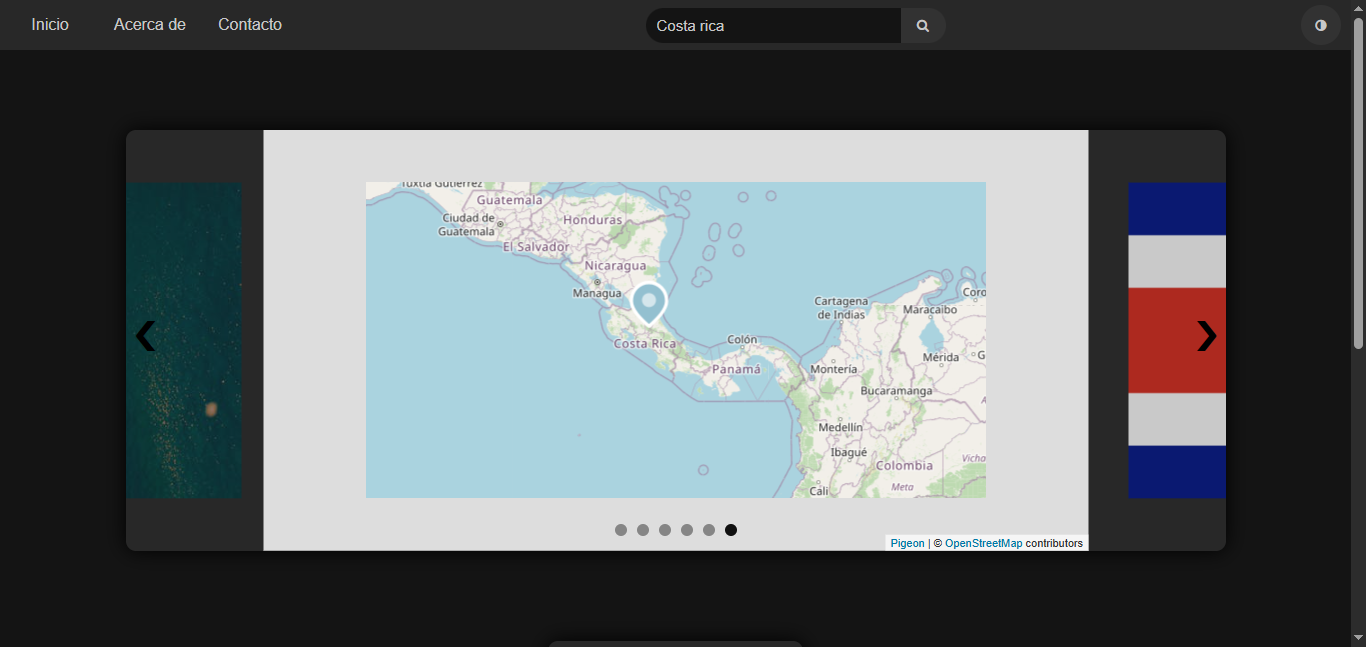 Inicio
Acerca de
Contacto
Costa rica
Tuxtla Gutiérrez
Guatemala
Ciudad de
Guatemala
Honduras
El Salvador
Nicaragua
Managua
Costa Rica
Colón
Panamá
Cartagena
de Indias
Maracaibo
Coro
Mérida
G
Montería
Bucaramanga
A
Medellín
Ibagué
Colombia
Vicha
Meta
Cali
Pigeon | © OpenStreetMap contributors